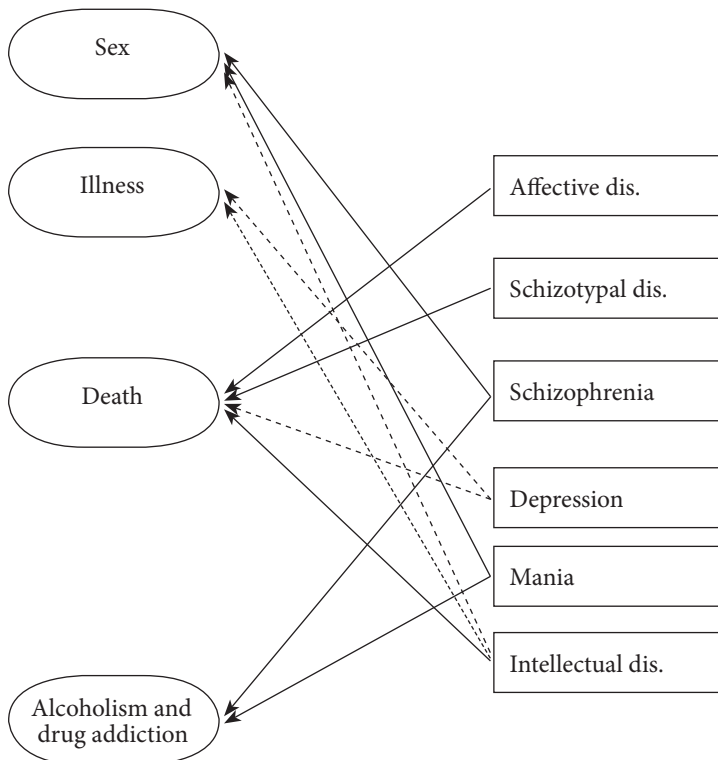 Sex
Illness
Death
Alcoholism and
drug addiction
Affective dis.
Schizotypal dis.
Schizophrenia
Depression
Mania
Intellectual dis.